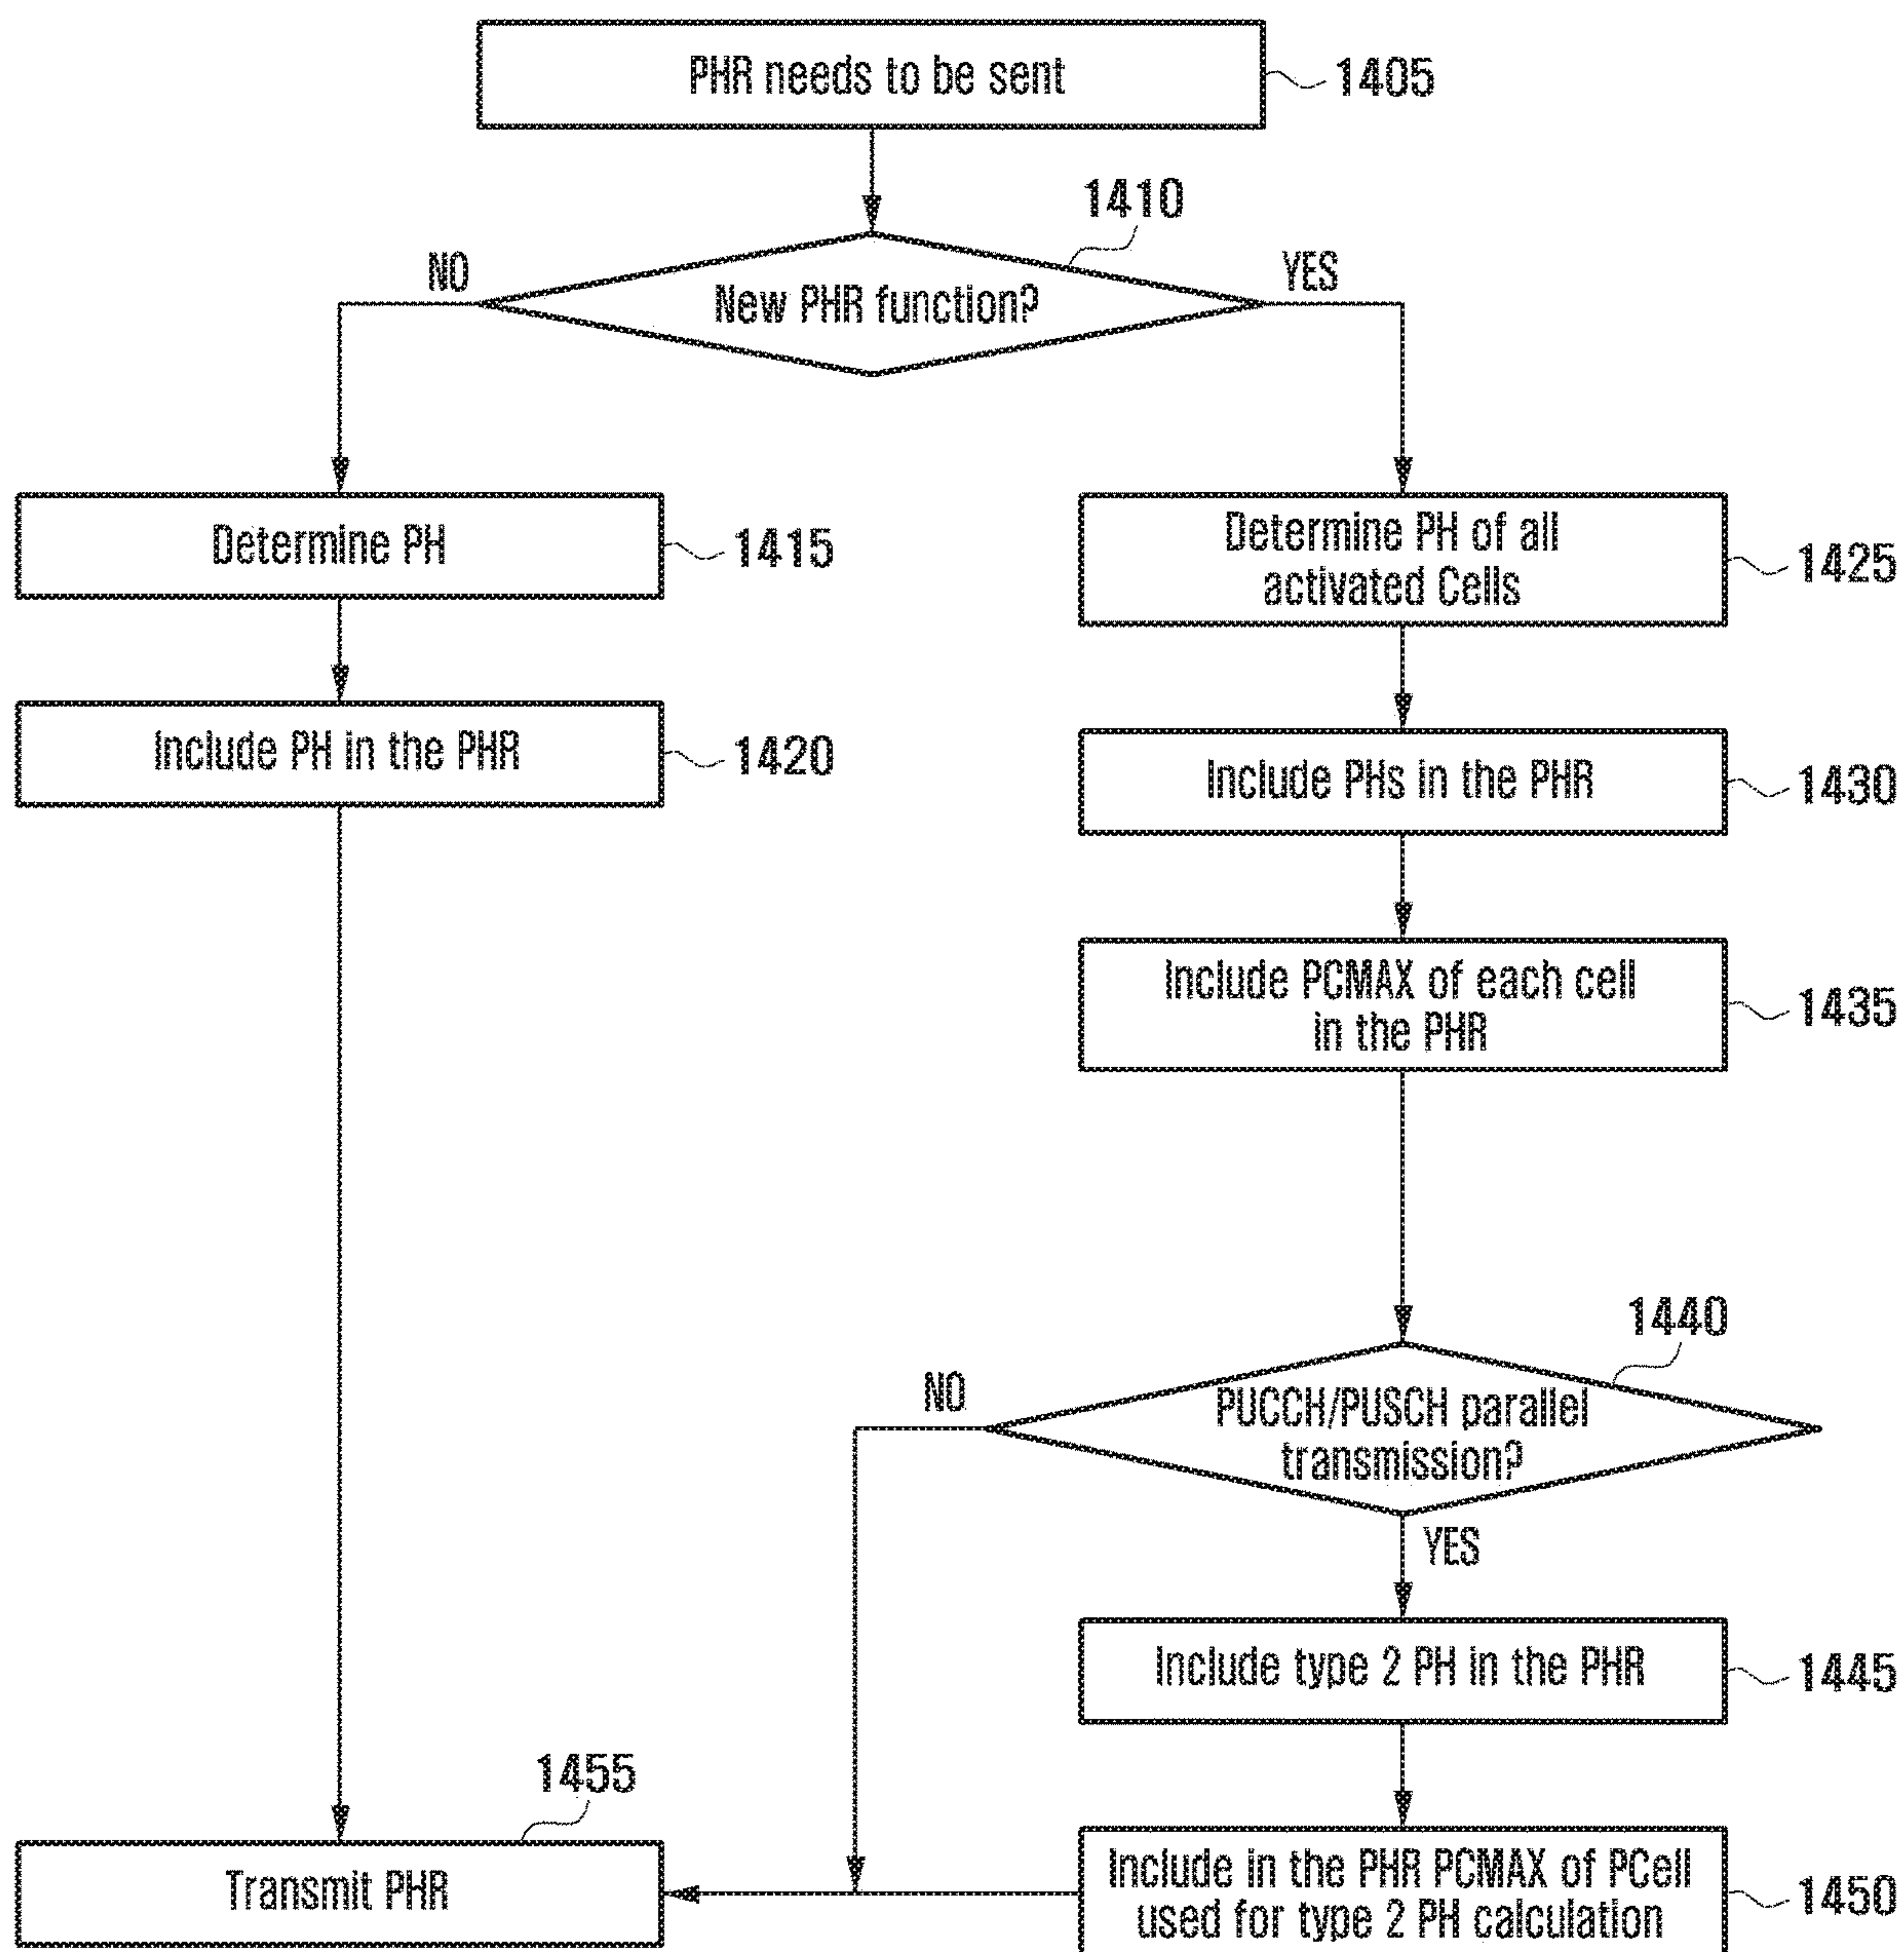 PHR needs to be sent
1405
1410
NO
YES
New PHR function?
Determine PH
1415
Determine PH of all
activated Cells
1425
Include PH in the PHR
1420
Include PHs in the PHR
1430
Include PCMAX of each cell
in the PHR
1435
1440
NO
PUCCH/PUSCH parallel
transmission?
YES
Include type 2 PH in the PHR
1445
1455
Transmit PHR
Include in the PHR PCMAX of PCell
used for type 2 PH calculation
1450